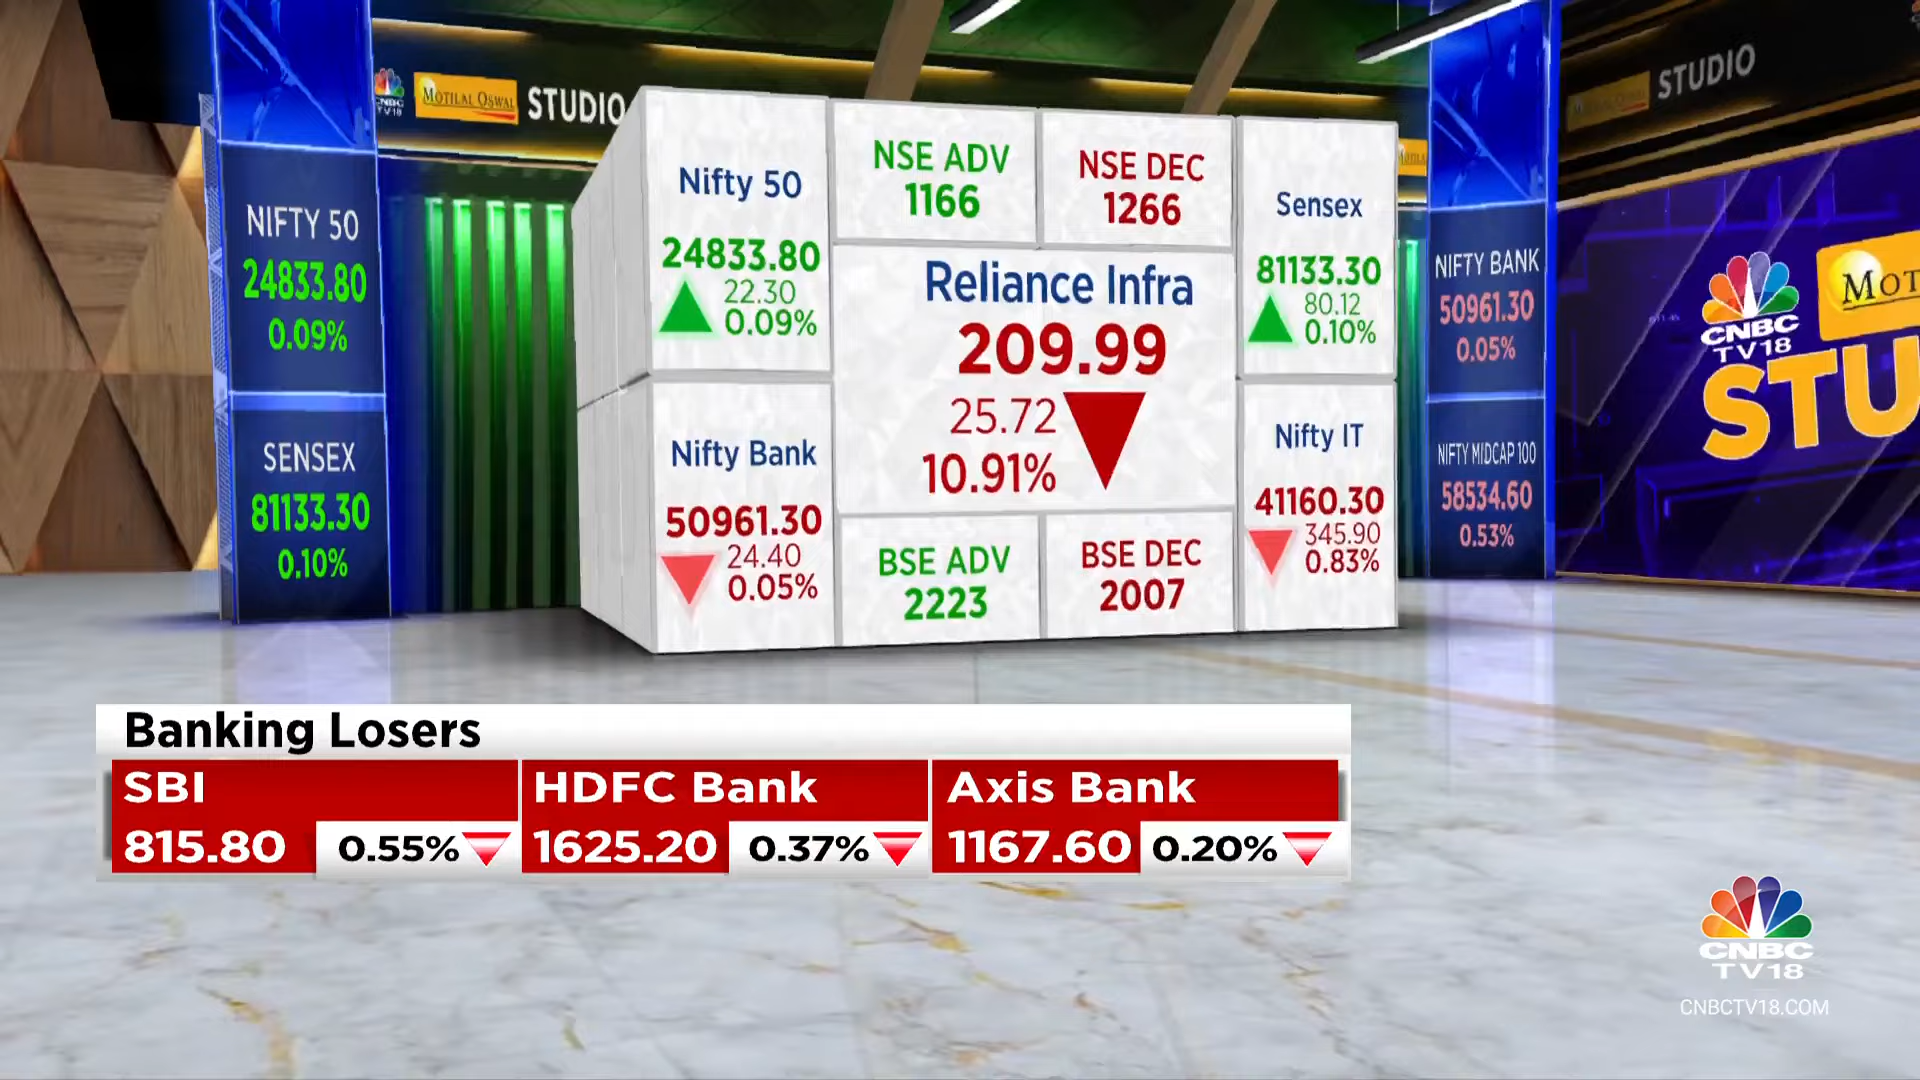 CNBC
TV18
MOTILAL OSWAL
STUDIO
STUDIO
NIFTY 50
24833.80
0.09%
SENSEX
81133.30
0.10%
Nifty 50
24833.80
22.30
0.09%
Nifty Bank
50961.30
24.40
0.05%
NSE ADV
1166
NSE DEC
1266
Reliance Infra
209.99
25.72
10.91%
BSE ADV
2223
BSE DEC
2007
Sensex
81133.30
80.12
0.10%
Nifty IT
41160.30
345.90
0.83%
NIFTY BANK
50961.30
0.05%
NIFTY MIDCAP 100
58534.60
0.53%
CNBC
TV18
MOT
STU
Banking Losers
SBI
815.80
0.55%
HDFC Bank
1625.20
0.37%
Axis Bank
1167.60
0.20%
CNBC
TV18
CNBCTV18.COM